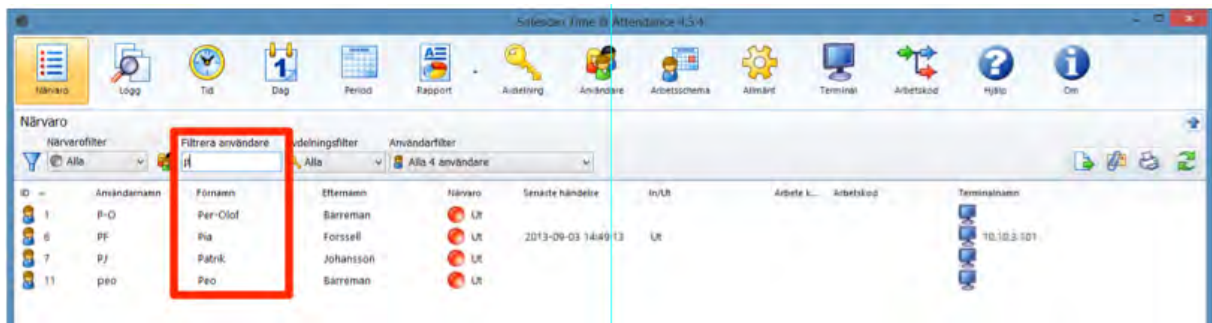 Salesdax Time & Attendance 4.5.4
Närvaro Logg Tid Dag Period Rapport Avdelning Användare Arbetsschema Allmänt Terminal Arbetskod Hjälp Om
Närvaro
Närvarofilter Filtrera användare vdelningsfilter Användarfilter
Alla p Alla Alla 4 användare
ID Användarnamn Förnamn Efternamn Närvaro Senaste händelse In/Ut Arbete k... Arbetskod Terminalnamn
1 P-O Per-Olof Barreman Ut
6 PF Pia Forssell Ut 2013-09-03 14:49:13 Ut 10.10.3.101
7 PJ Patrik Johansson Ut
11 peo Peo Barreman Ut